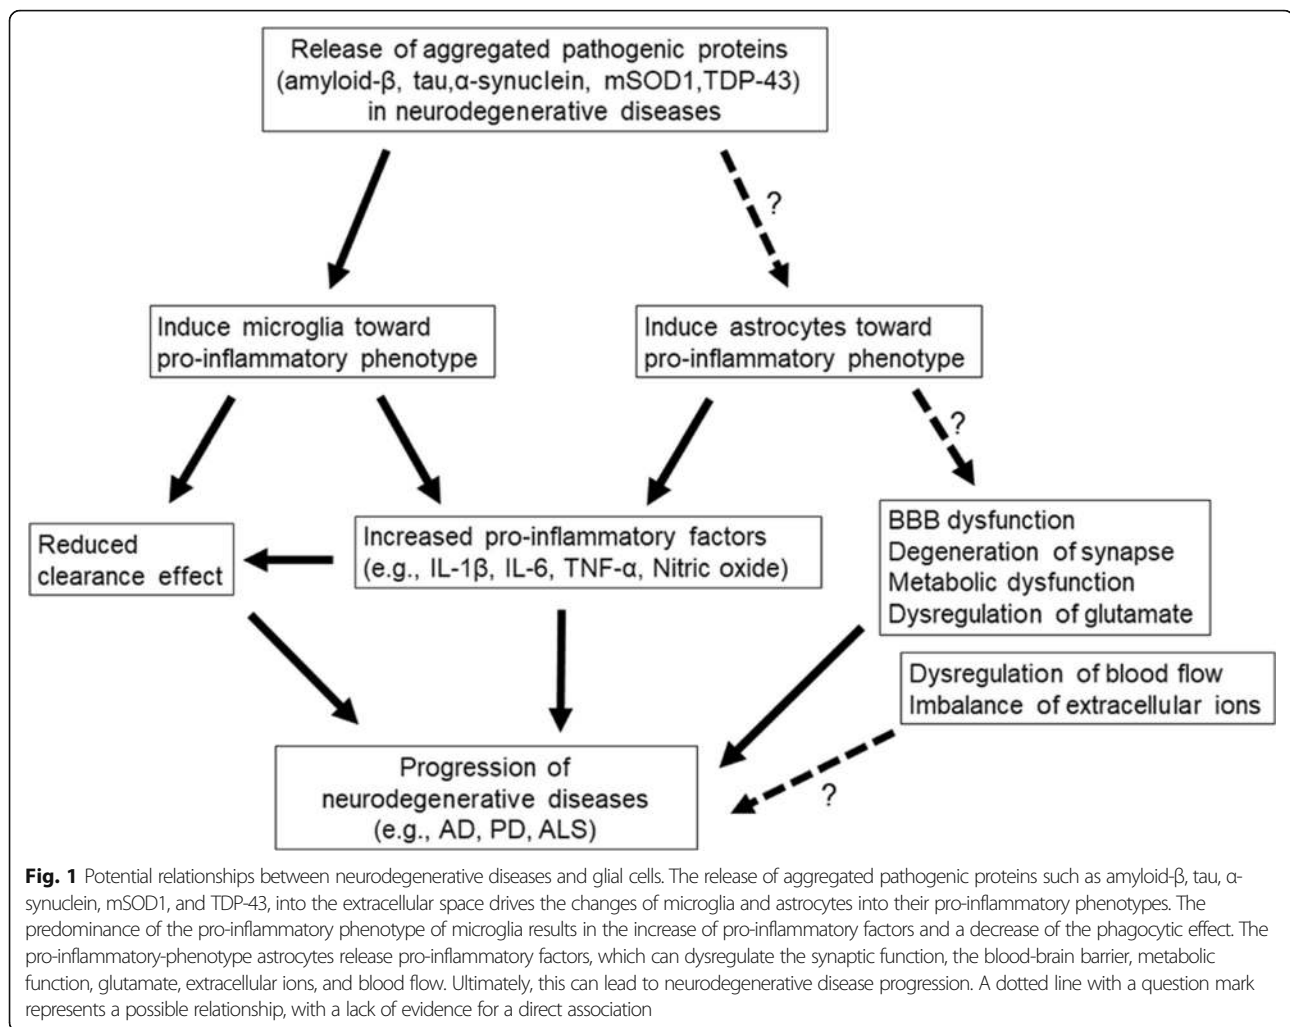 Release of aggregated pathogenic proteins
(amyloid-β, tau,α-synuclein, mSOD1,TDP-43)
in neurodegenerative diseases
?
Induce microglia toward
pro-inflammatory phenotype
Induce astrocytes toward
pro-inflammatory phenotype
?
Reduced
clearance effect
Increased pro-inflammatory factors
(e.g., IL-1β, IL-6, TNF-α, Nitric oxide)
BBB dysfunction
Degeneration of synapse
Metabolic dysfunction
Dysregulation of glutamate
Dysregulation of blood flow
Imbalance of extracellular ions
?
Progression of
neurodegenerative diseases
(e.g., AD, PD, ALS)
Fig. 1 Potential relationships between neurodegenerative diseases and glial cells. The release of aggregated pathogenic proteins such as amyloid-β, tau, α-
synuclein, mSOD1, and TDP-43, into the extracellular space drives the changes of microglia and astrocytes into their pro-inflammatory phenotypes. The
predominance of the pro-inflammatory phenotype of microglia results in the increase of pro-inflammatory factors and a decrease of the phagocytic effect. The
pro-inflammatory-phenotype astrocytes release pro-inflammatory factors, which can dysregulate the synaptic function, the blood-brain barrier, metabolic
function, glutamate, extracellular ions, and blood flow. Ultimately, this can lead to neurodegenerative disease progression. A dotted line with a question mark
represents a possible relationship, with a lack of evidence for a direct association